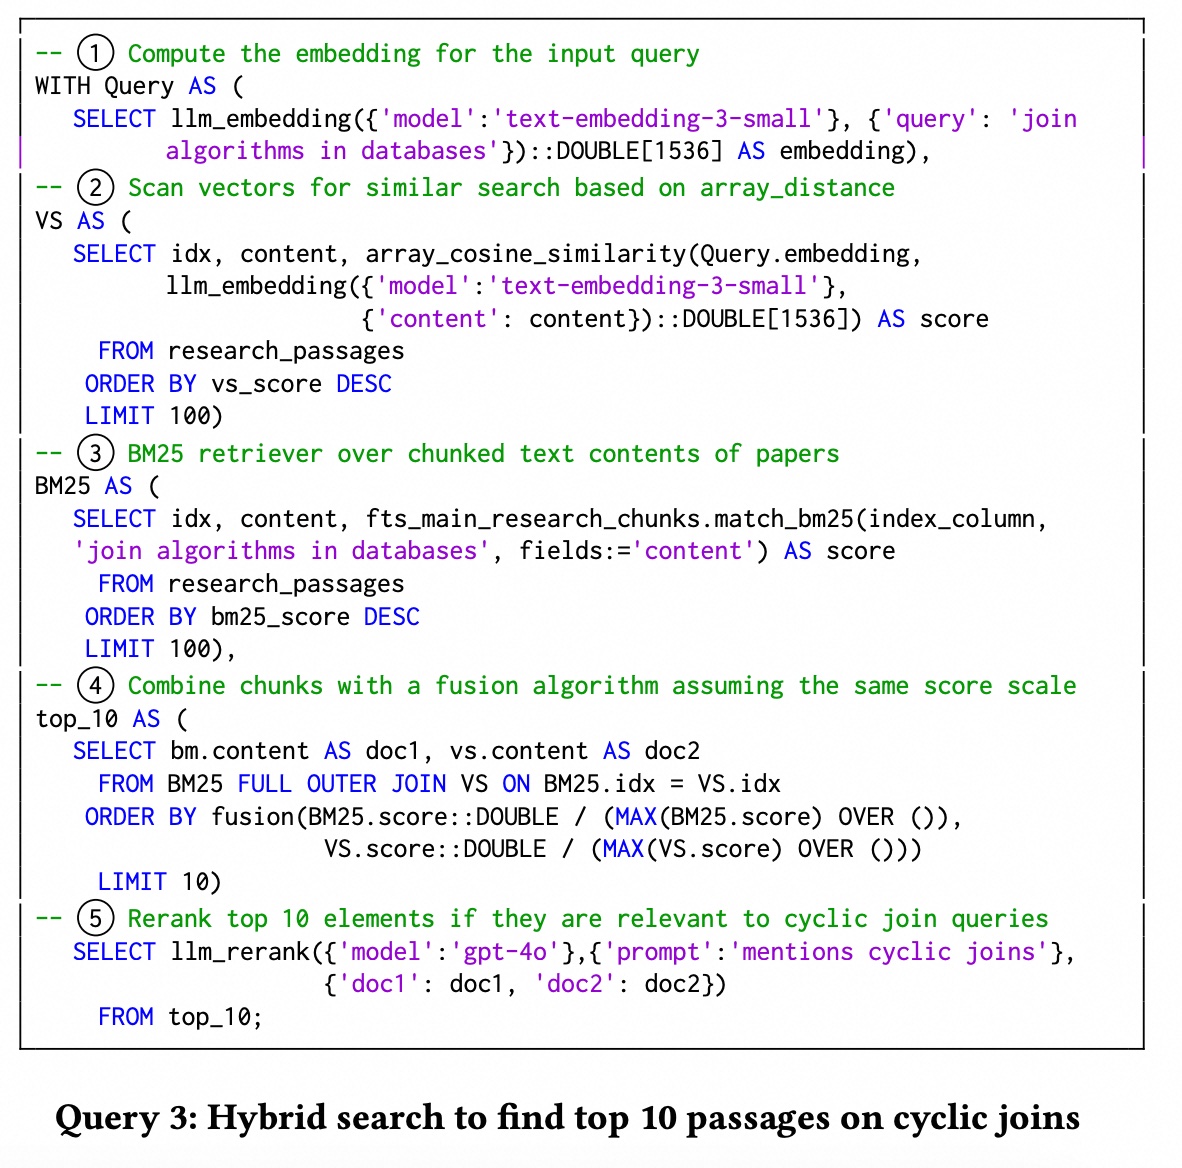 -- ① Compute the embedding for the input query
WITH Query AS (
SELECT llm_embedding({'model':'text-embedding-3-small'}, {'query': 'join
algorithms in databases'})::DOUBLE[1536] AS embedding),
-- ② Scan vectors for similar search based on array_distance
VS AS (
SELECT idx, content, array_cosine_similarity(Query.embedding,
llm_embedding({'model':'text-embedding-3-small'},
{'content': content})::DOUBLE[1536]) AS score
FROM research_passages
ORDER BY vs_score DESC
LIMIT 100)
-- ③ BM25 retriever over chunked text contents of papers
BM25 AS (
SELECT idx, content, fts_main_research_chunks.match_bm25(index_column,
'join algorithms in databases', fields:='content') AS score
FROM research_passages
ORDER BY bm25_score DESC
LIMIT 100),
-- ④ Combine chunks with a fusion algorithm assuming the same score scale
top_10 AS (
SELECT bm.content AS doc1, vs.content AS doc2
FROM BM25 FULL OUTER JOIN VS ON BM25.idx = VS.idx
ORDER BY fusion(BM25.score::DOUBLE / (MAX(BM25.score) OVER ()),
VS.score::DOUBLE / (MAX(VS.score) OVER ()))
LIMIT 10)
-- ⑤ Rerank top 10 elements if they are relevant to cyclic join queries
SELECT llm_rerank({'model':'gpt-4o'},{'prompt':'mentions cyclic joins'},
{'doc1': doc1, 'doc2': doc2})
FROM top_10;
Query 3: Hybrid search to find top 10 passages on cyclic joins